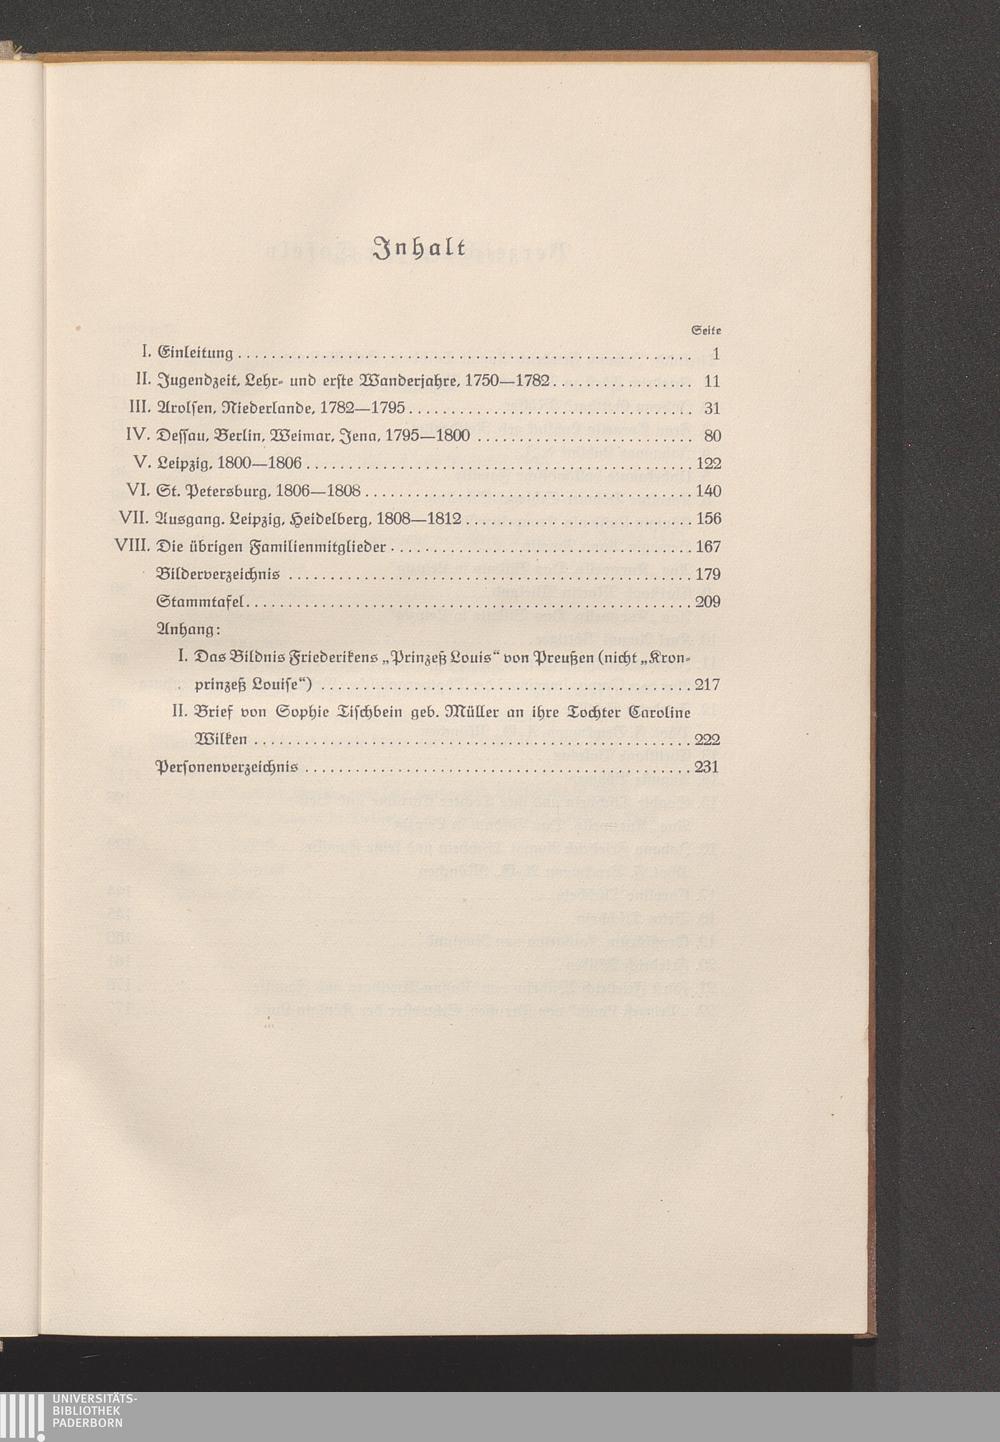 Inhalt
Seite
I. Einleitung . . . . . . . . . . . . . . . . . . . . 1
II. Jugendzeit, Lehr- und erste Wanderjahre, 1750—1782 . . . . . . . . . . 11
III. Arolsen, Niederlande, 1782—1795 . . . . . . . . . . . . . . . 31
IV. Dessau, Berlin, Weimar, Jena, 1795—1800 . . . . . . . . . . . . 80
V. Leipzig, 1800—1806 . . . . . . . . . . . . . . . . . . 122
VI. St. Petersburg, 1806—1808 . . . . . . . . . . . . . . . . 140
VII. Ausgang. Leipzig, Heidelberg, 1808—1812 . . . . . . . . . . . . 156
VIII. Die übrigen Familienmitglieder . . . . . . . . . . . . . . . 167
Bilderverzeichnis . . . . . . . . . . . . . . . . . . . 179
Stammtafel . . . . . . . . . . . . . . . . . . . . 209
Anhang:
I. Das Bildnis Friederikens „Prinzeß Louis“ von Preußen (nicht „Kron-
prinzeß Louise“) . . . . . . . . . . . . . . . . . . 217
II. Brief von Sophie Tischbein geb. Müller an ihre Tochter Caroline
Wilken . . . . . . . . . . . . . . . . . . . . 222
Personenverzeichnis . . . . . . . . . . . . . . . . . . 231
UNIVERSITÄTS-
BIBLIOTHEK
PADERBORN